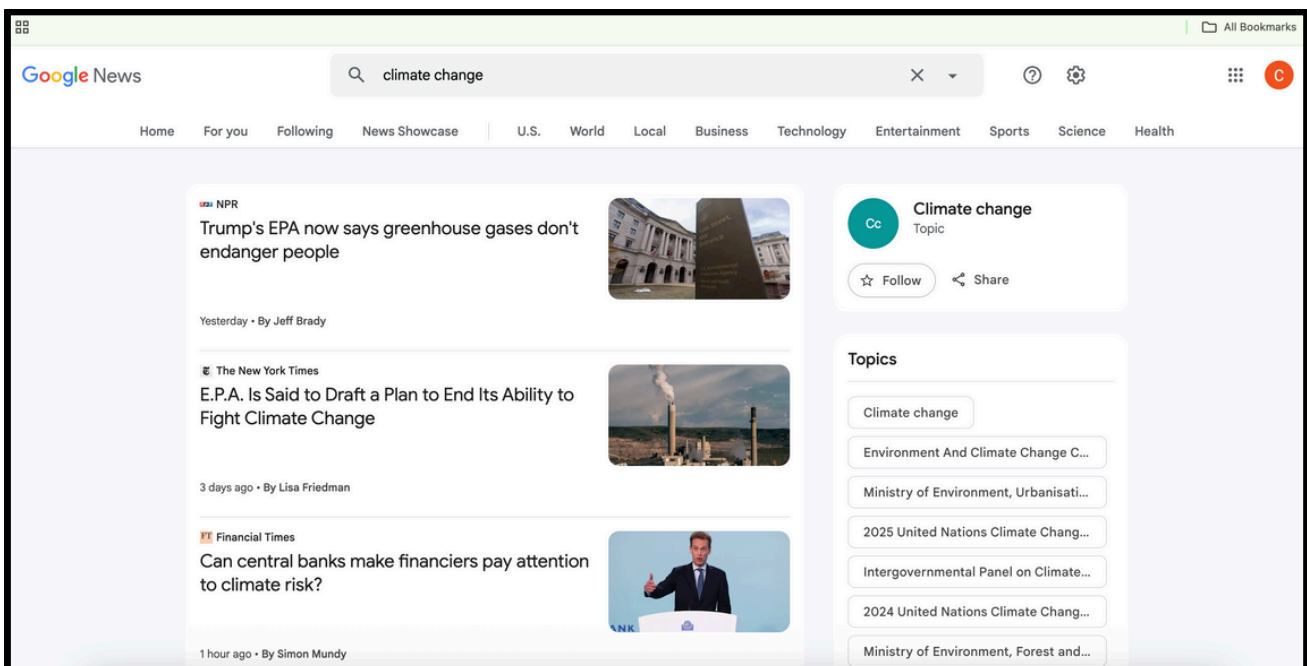 All Bookmarks
Google News
climate change
C
Home For you Following News Showcase U.S. World Local Business Technology Entertainment Sports Science Health
NPR
Trump's EPA now says greenhouse gases don't
endanger people
Yesterday • By Jeff Brady
The New York Times
E.P.A. Is Said to Draft a Plan to End Its Ability to
Fight Climate Change
3 days ago • By Lisa Friedman
FT Financial Times
Can central banks make financiers pay attention
to climate risk?
ANK
1 hour ago • By Simon Mundy
Cc
Climate change
Topic
Follow Share
Topics
Climate change
Environment And Climate Change C...
Ministry of Environment, Urbanisati...
2025 United Nations Climate Chang...
Intergovernmental Panel on Climate...
2024 United Nations Climate Chang...
Ministry of Environment, Forest and...